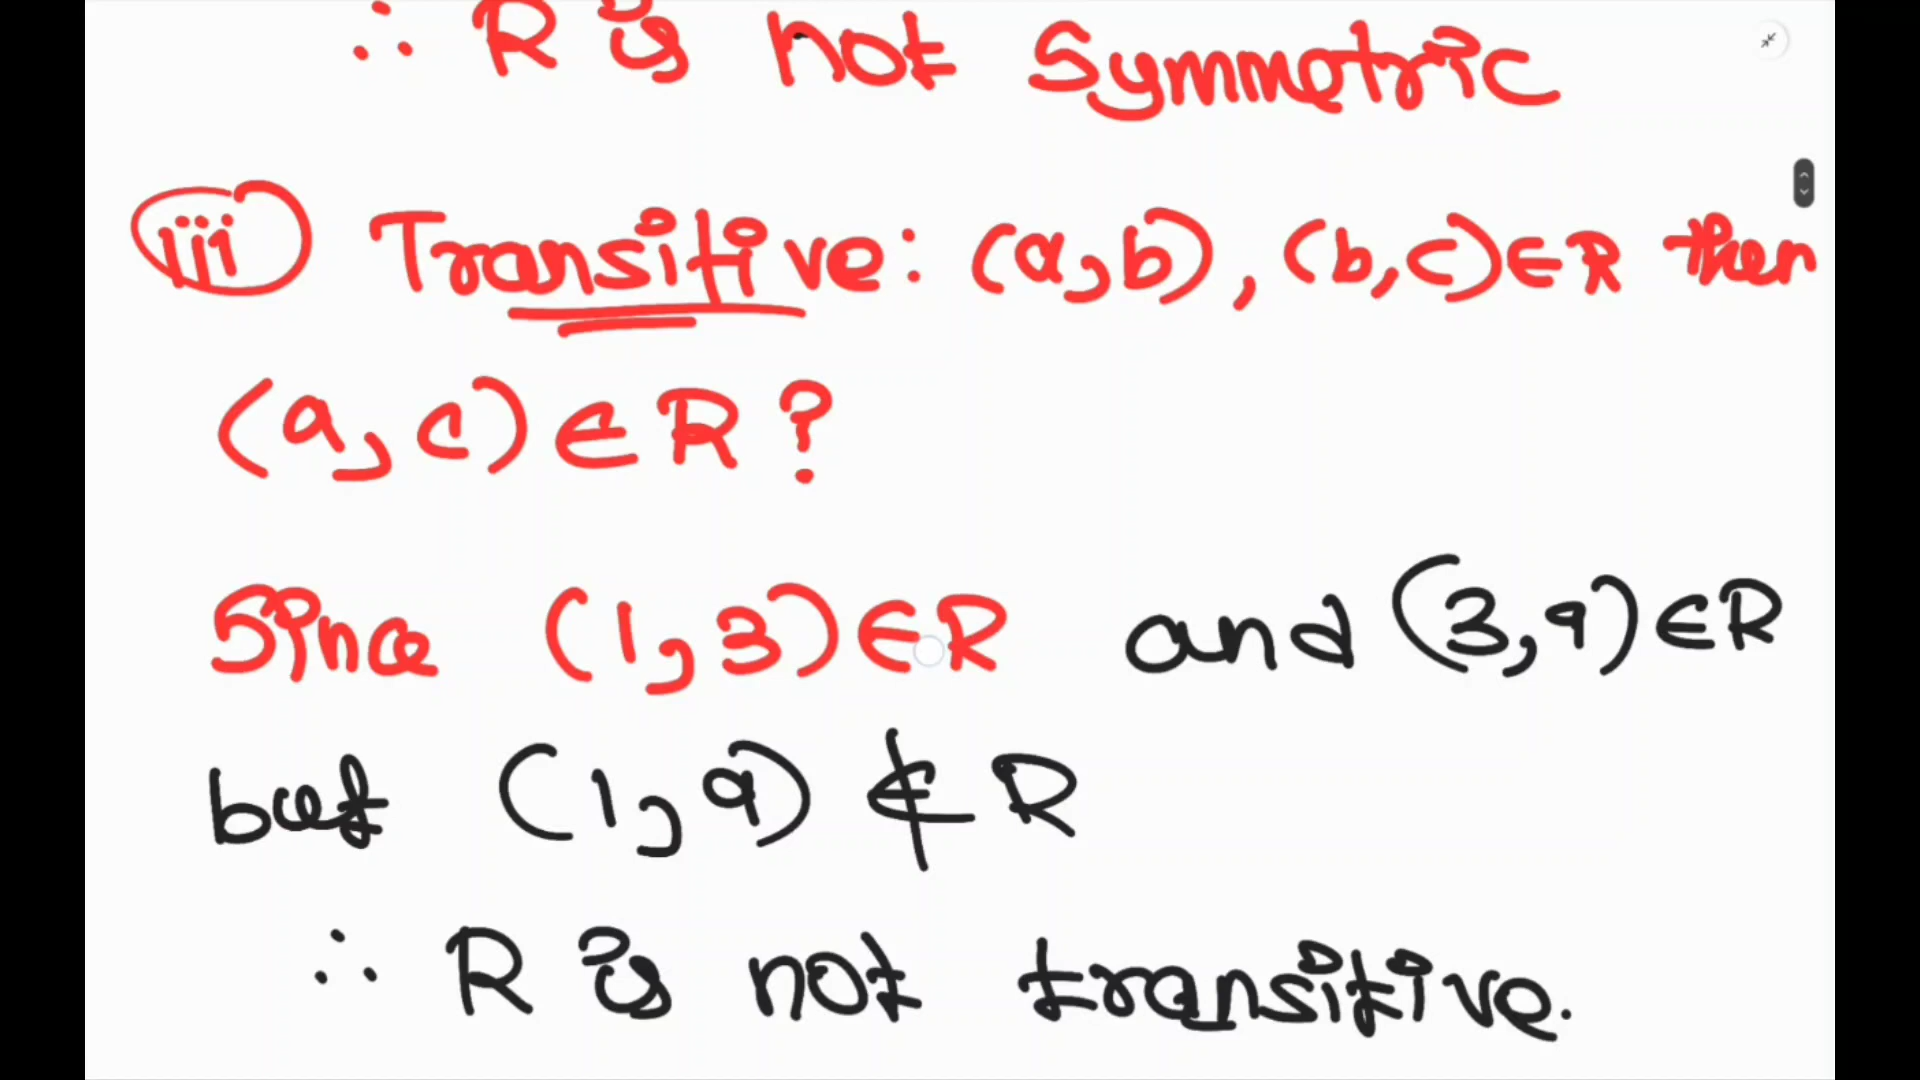 ∴ R is not Symmetric
iii Transitive: (a,b), (b,c)∈R then
(a,c)∈R?
Since (1,3)∈R and (3,9)∈R
but (1,9)∉R
∴ R is not transitive.